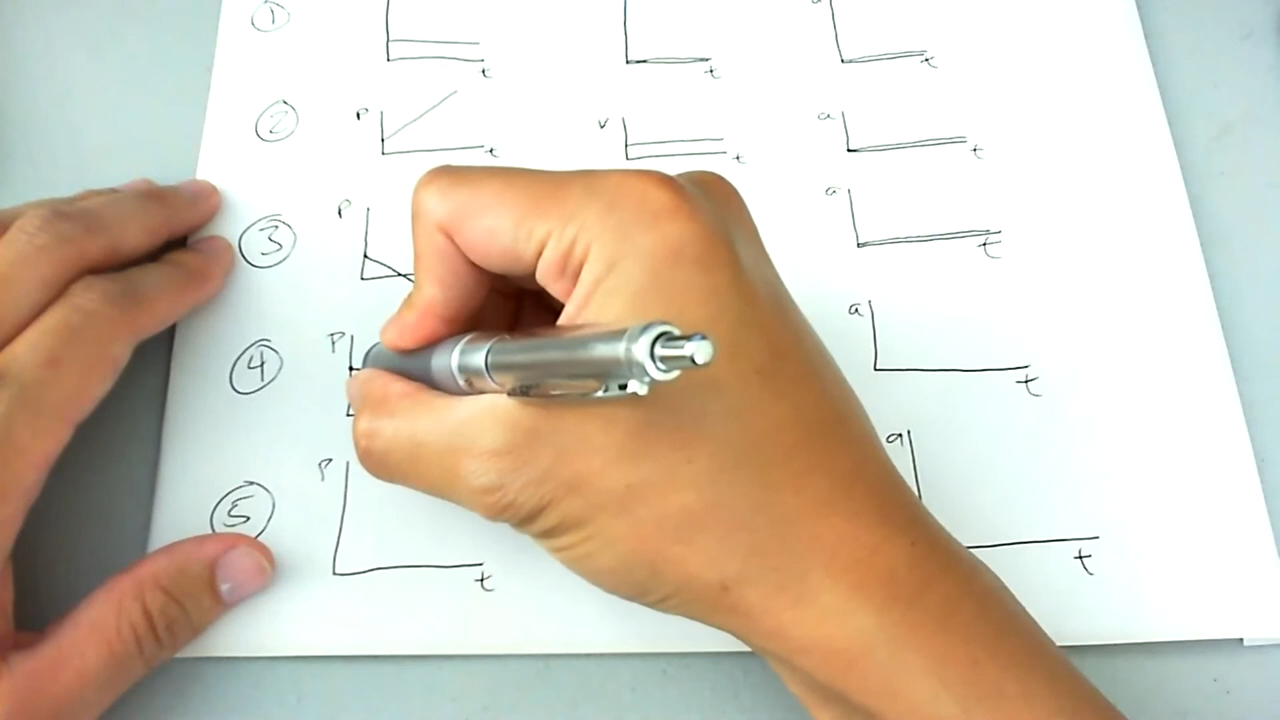 ① t t a t
② P t v t a t
③ P a t
④ P a t
⑤ P t a t